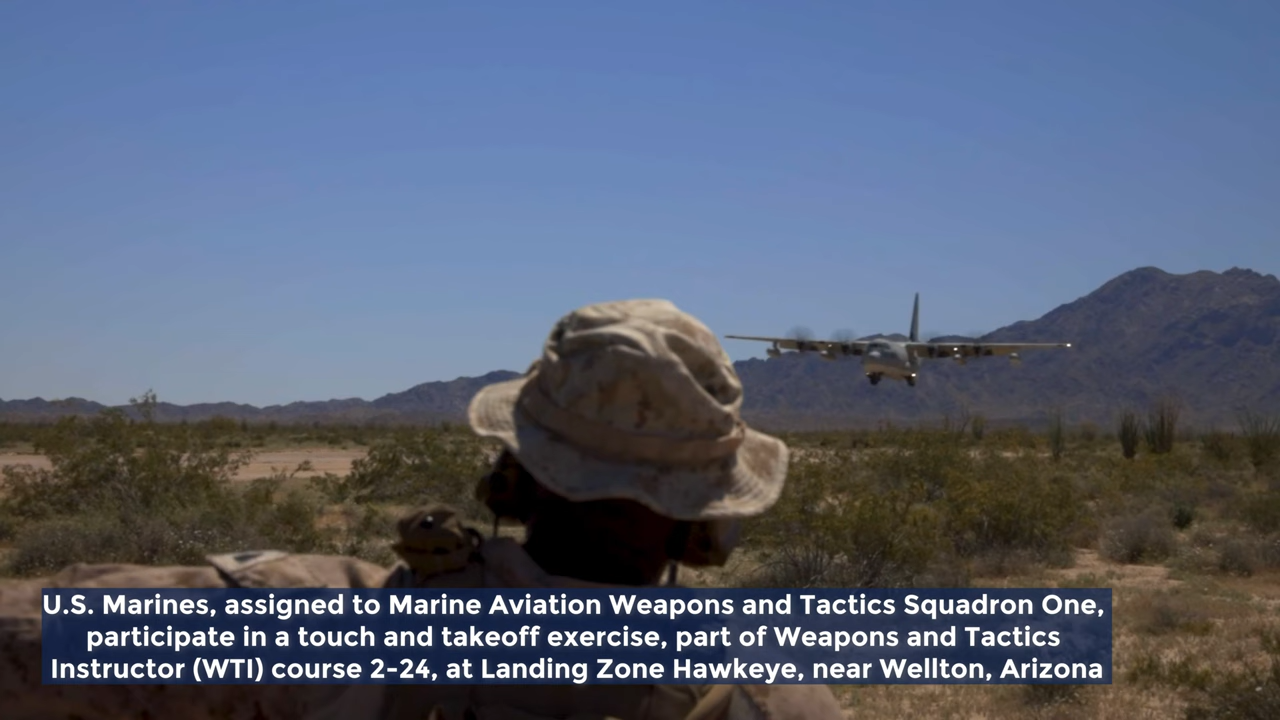 U.S. Marines, assigned to Marine Aviation Weapons and Tactics Squadron One,
participate in a touch and takeoff exercise, part of Weapons and Tactics
Instructor (WTI) course 2-24, at Landing Zone Hawkeye, near Wellton, Arizona